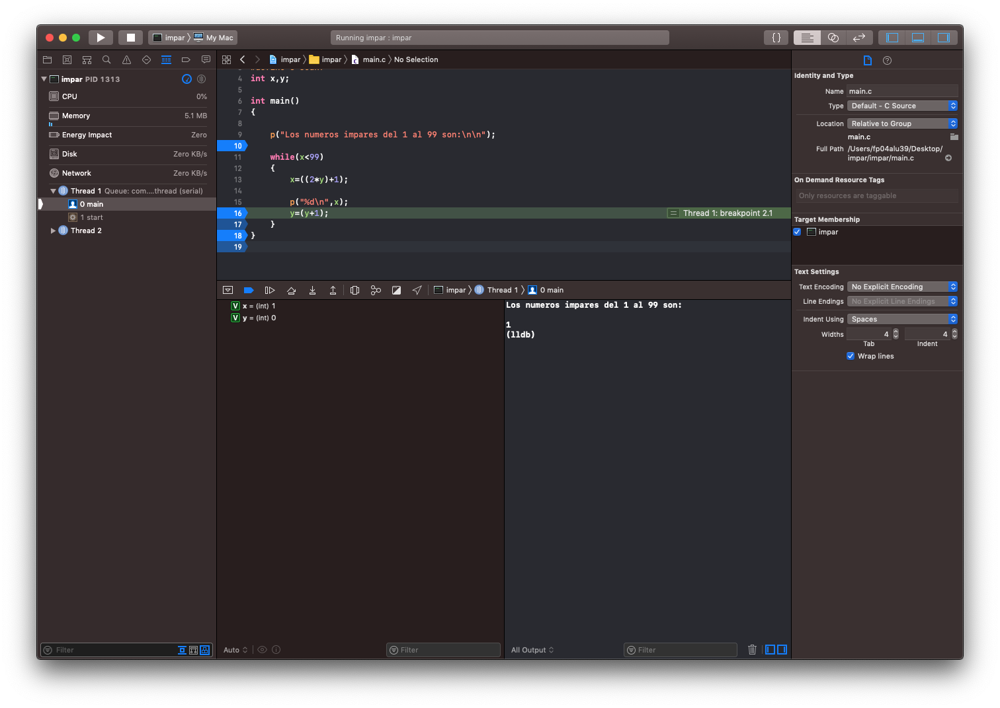 impar 〉 My Mac
Running impar : impar
{ }
impar 〉 impar 〉 main.c 〉 No Selection
impar PID 1313
CPU 0%
Memory 5.1 MB
Energy Impact Zero
Disk Zero KB/s
Network Zero KB/s
Thread 1 Queue: com....thread (serial)
0 main
1 start
Thread 2
Filter
4 int x,y;
5
6 int main()
7 {
8
9 p("Los numeros impares del 1 al 99 son:\n\n");
10
11 while(x<99)
12 {
13 x=((2*y)+1);
14
15 p("%d\n",x);
16 y=(y+1); = Thread 1: breakpoint 2.1
17 }
18 }
19
impar 〉 Thread 1 〉 0 main
V x = (int) 1
V y = (int) 0
Auto
Filter
Los numeros impares del 1 al 99 son:
1
(lldb)
All Output
Filter
Identity and Type
Name main.c
Type Default - C Source
Location Relative to Group
main.c
Full Path /Users/fp04alu39/Desktop/
impar/impar/main.c
On Demand Resource Tags
Only resources are taggable
Target Membership
impar
Text Settings
Text Encoding No Explicit Encoding
Line Endings No Explicit Line Endings
Indent Using Spaces
Widths 4 4
Tab Indent
Wrap lines